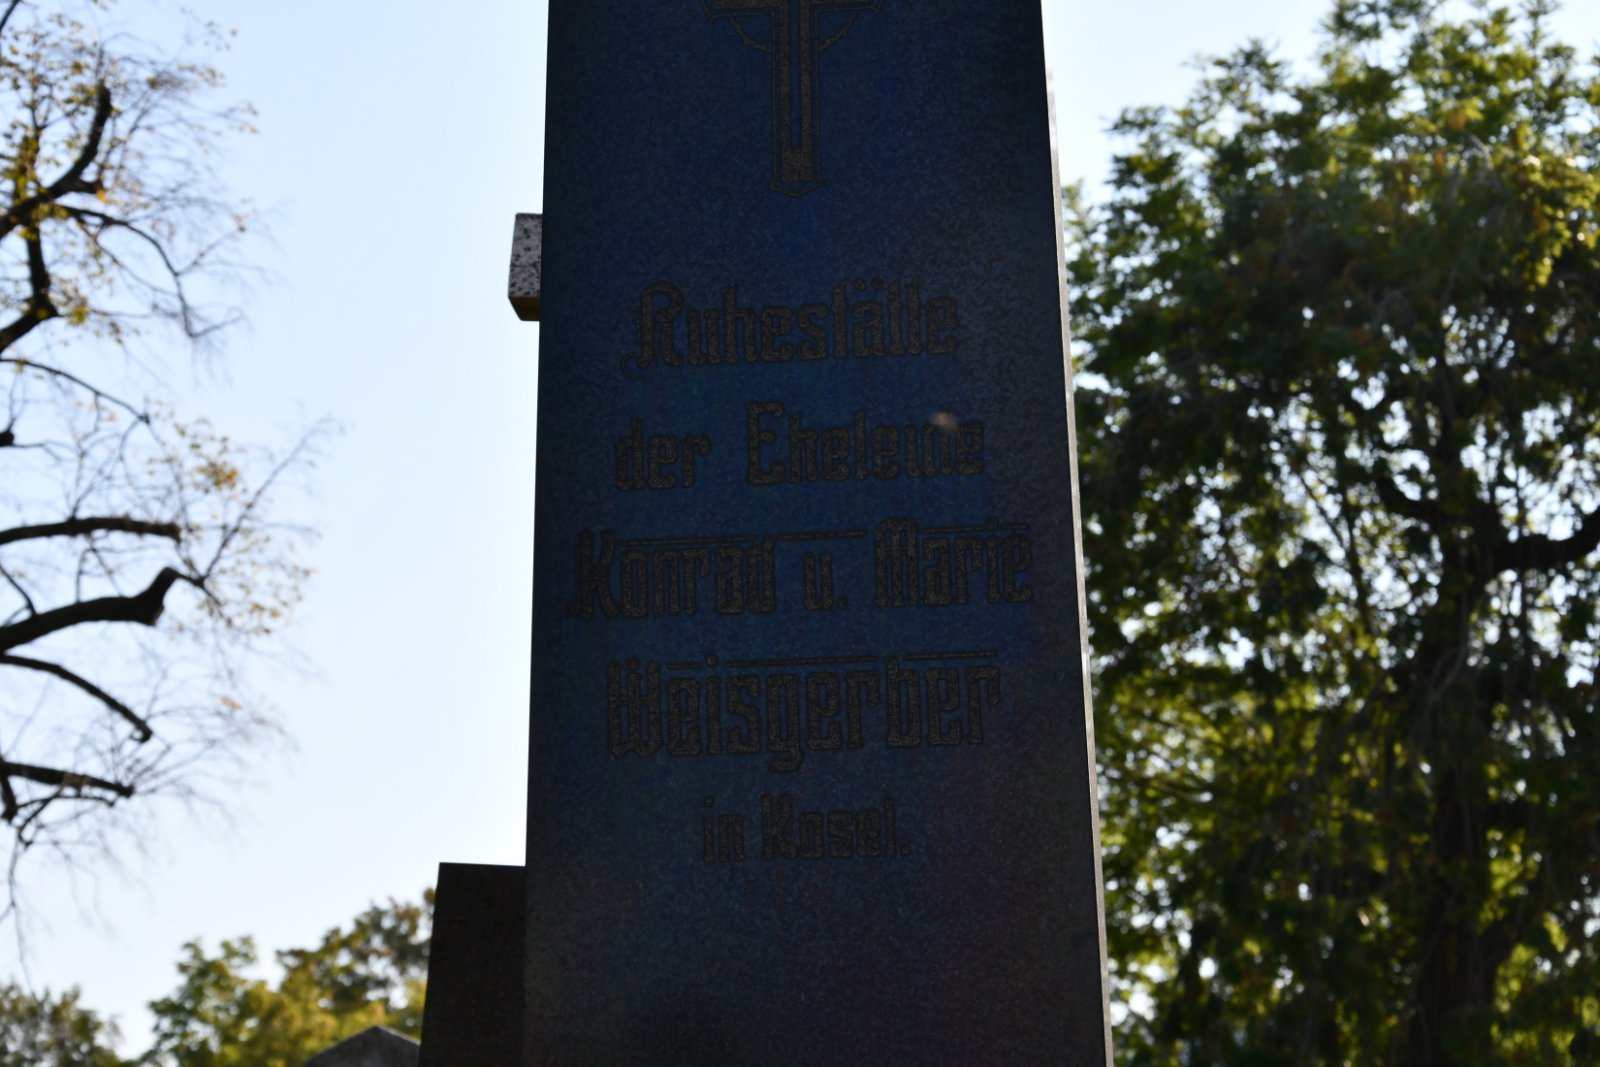 Ruhestätte
der Eheleute
Konrad u. Marie
Weisgerber
in Kosel.